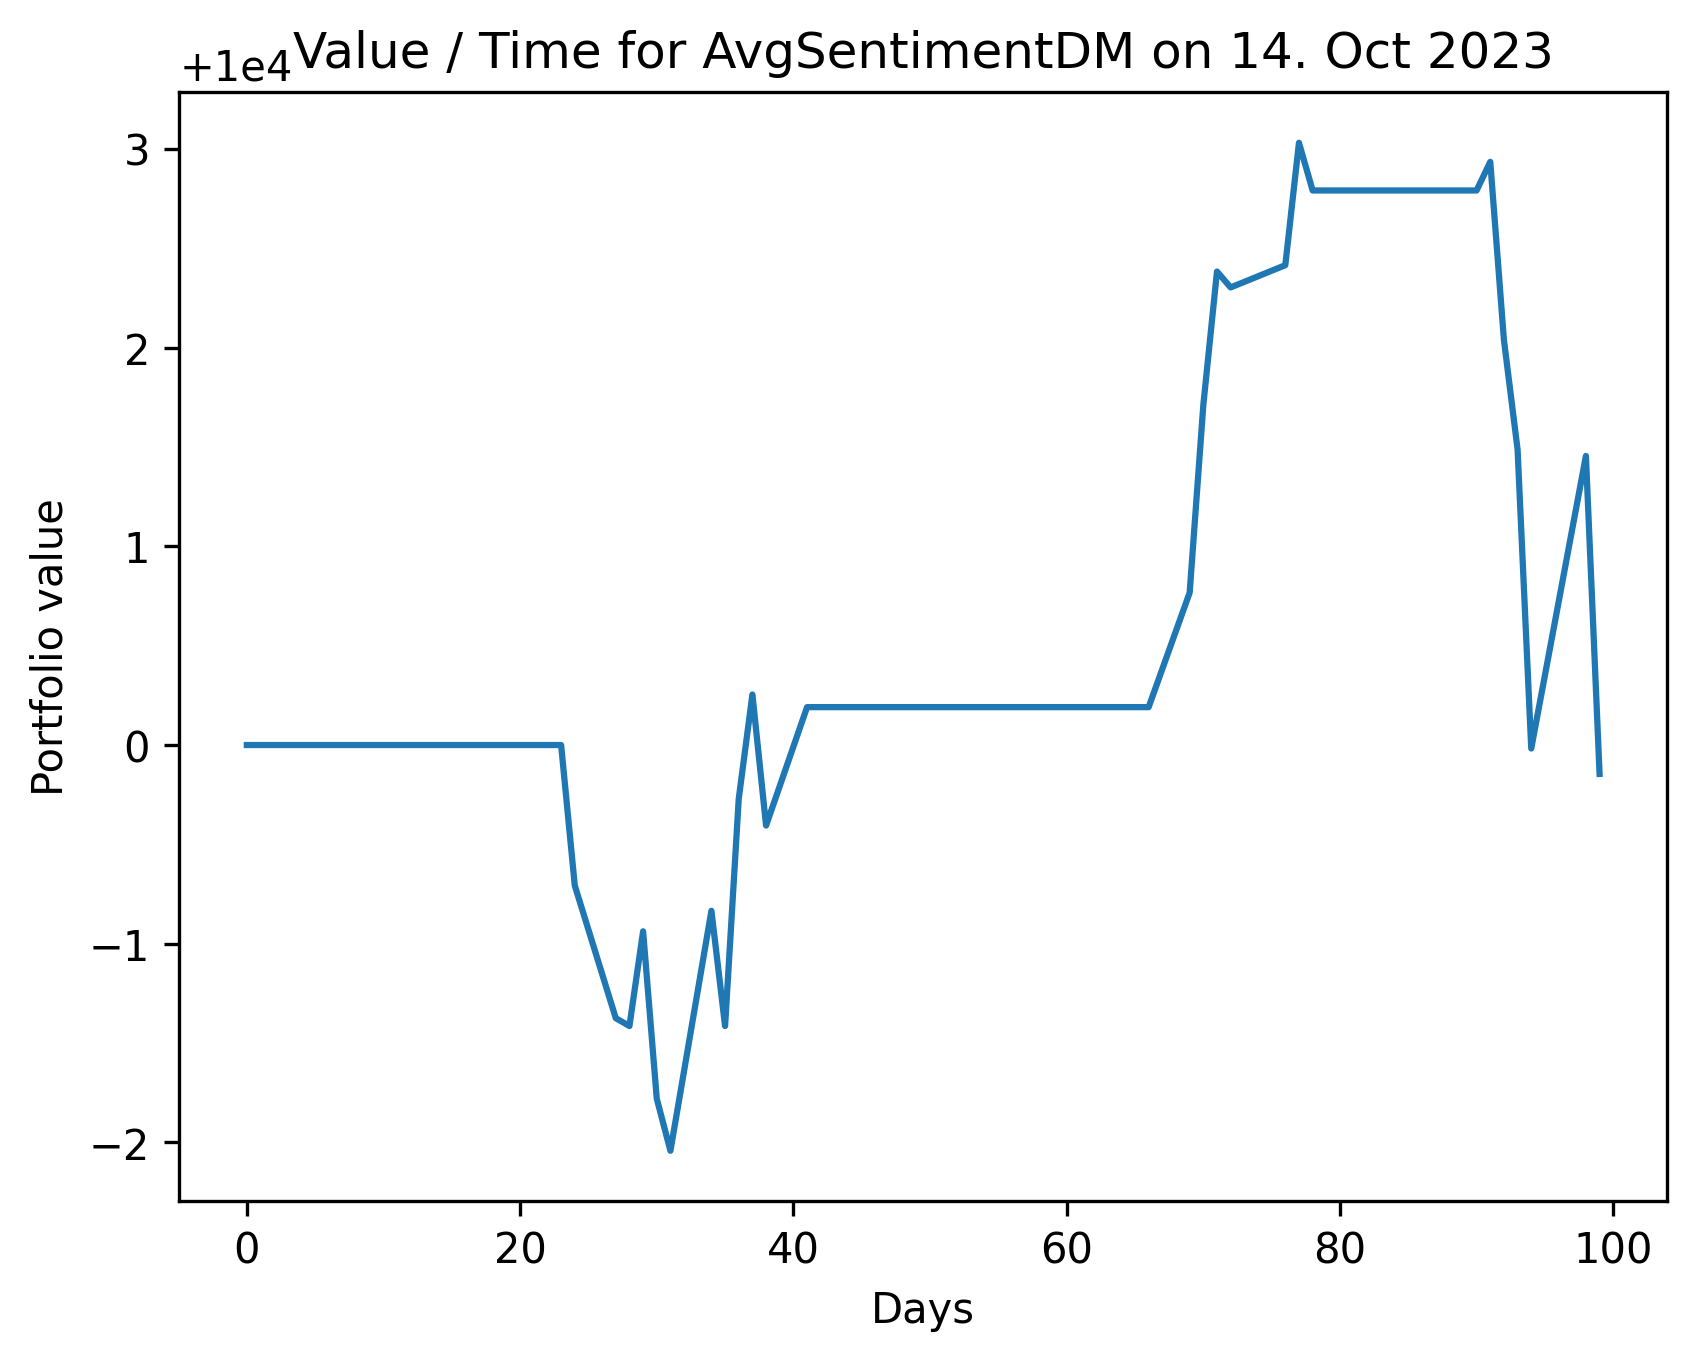 Value / Time for AvgSentimentDM on 14. Oct 2023
+1e4
3
2
1
0
−1
−2
Portfolio value
0 20 40 60 80 100
Days